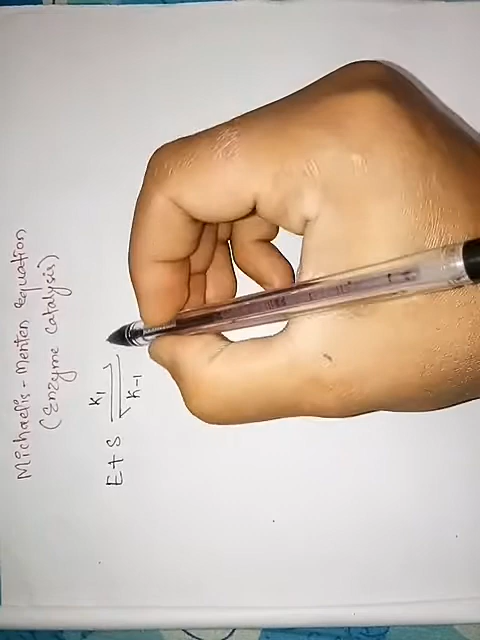 Michaelis - Menten Equation
(Enzyme Catalysis)
K1
E + S ⇌
K-1